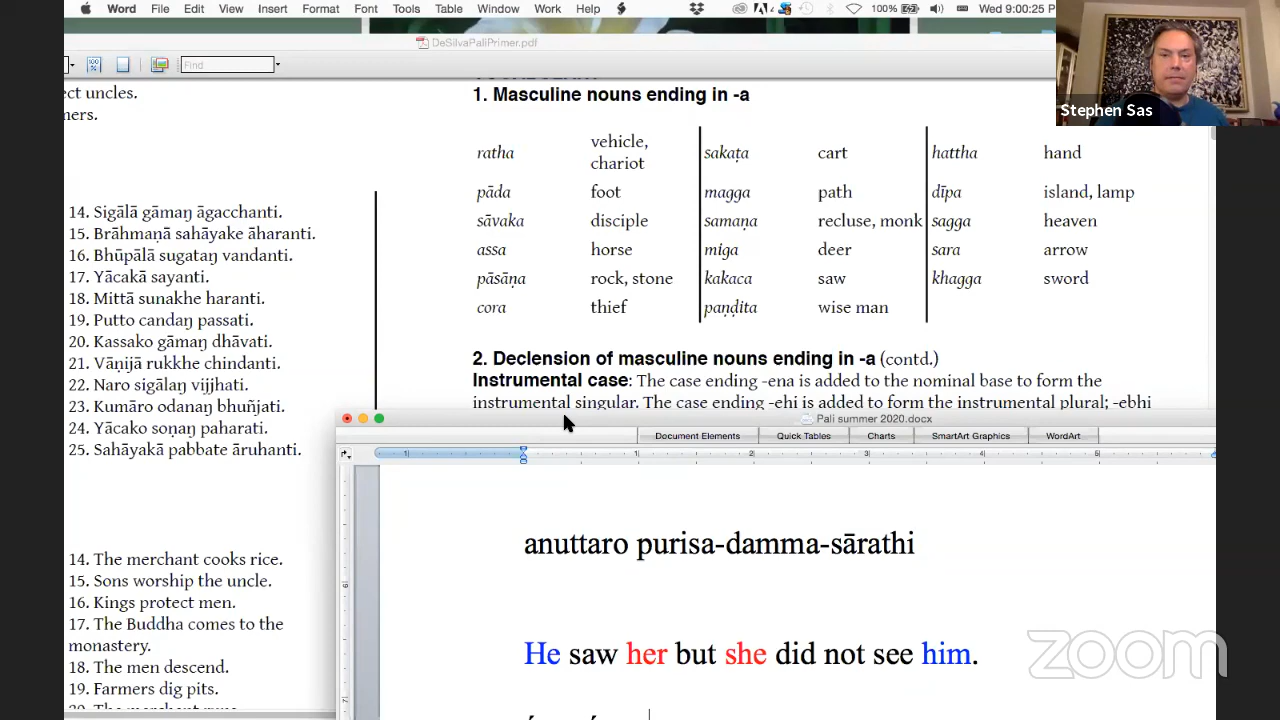 Word File Edit View Insert Format Font Tools Table Window Work Help 100% Wed 9:00:25 P
DeSilvaPaliPrimer.pdf
100% Find
Stephen Sas
ect uncles.
mers.
14. Sigālā gāmaŋ āgacchanti.
15. Brāhmaṇā sahāyake āharanti.
16. Bhūpālā sugataŋ vandanti.
17. Yācakā sayanti.
18. Mittā sunakhe haranti.
19. Putto candaŋ passati.
20. Kassako gāmaŋ dhāvati.
21. Vāṇijā rukkhe chindanti.
22. Naro sigālaŋ vijjhati.
23. Kumāro odanaŋ bhuñjati.
24. Yācako soṇaŋ paharati.
25. Sahāyakā pabbate āruhanti.
14. The merchant cooks rice.
15. Sons worship the uncle.
16. Kings protect men.
17. The Buddha comes to the
monastery.
18. The men descend.
19. Farmers dig pits.
1. Masculine nouns ending in -a
ratha vehicle, chariot sakaṭa cart hattha hand
pāda foot magga path dīpa island, lamp
sāvaka disciple samaṇa recluse, monk sagga heaven
assa horse miga deer sara arrow
pāsāṇa rock, stone kakaca saw khagga sword
cora thief paṇḍita wise man
2. Declension of masculine nouns ending in -a (contd.)
Instrumental case: The case ending -ena is added to the nominal base to form the
instrumental singular. The case ending -ehi is added to form the instrumental plural; -ebhi
Pali summer 2020.docx
Document Elements Quick Tables Charts SmartArt Graphics WordArt
1 1 2 3 4 5
anuttaro purisa-damma-sārathi
He saw her but she did not see him.
zoom